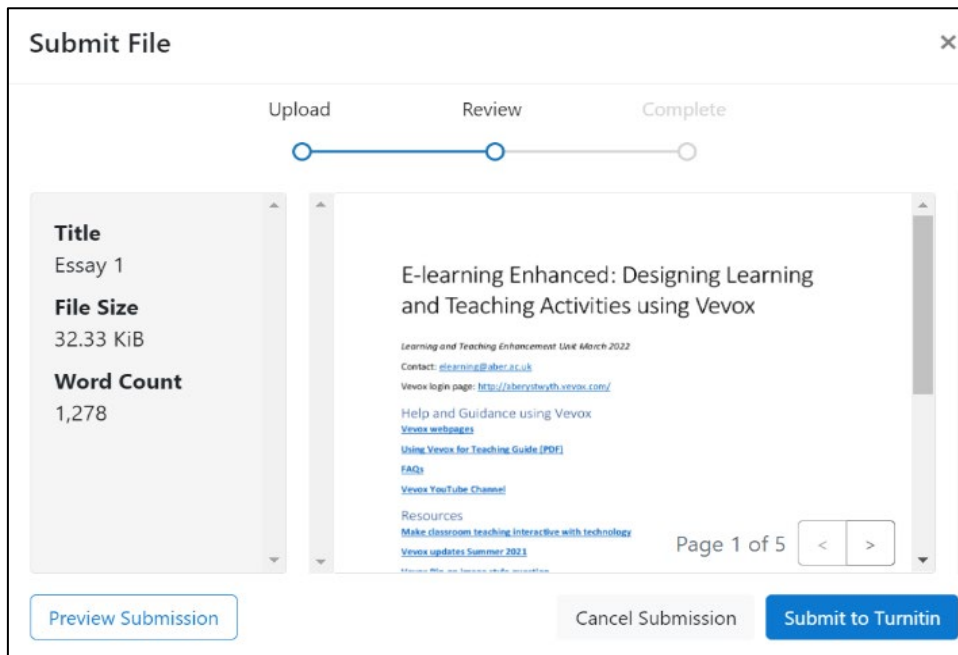 Submit File
×
Upload Review Complete
Title
Essay 1
File Size
32.33 KiB
Word Count
1,278
E-learning Enhanced: Designing Learning
and Teaching Activities using Vevox
Learning and Teaching Enhancement Unit March 2022
Contact: elearning@aber.ac.uk
Vevox login page: http://aberystwyth.vevox.com/
Help and Guidance using Vevox
Vevox webpages
Using Vevox for Teaching Guide (PDF)
FAQs
Vevox YouTube Channel
Resources
Make classroom teaching interactive with technology
Vevox updates Summer 2021
Page 1 of 5 < >
Preview Submission Cancel Submission Submit to Turnitin